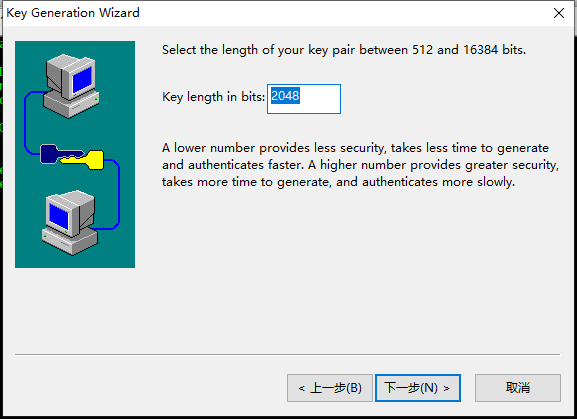 Key Generation Wizard
Select the length of your key pair between 512 and 16384 bits.
Key length in bits: 2048
A lower number provides less security, takes less time to generate
and authenticates faster. A higher number provides greater security,
takes more time to generate, and authenticates more slowly.
< 上一步(B) 下一步(N) > 取消